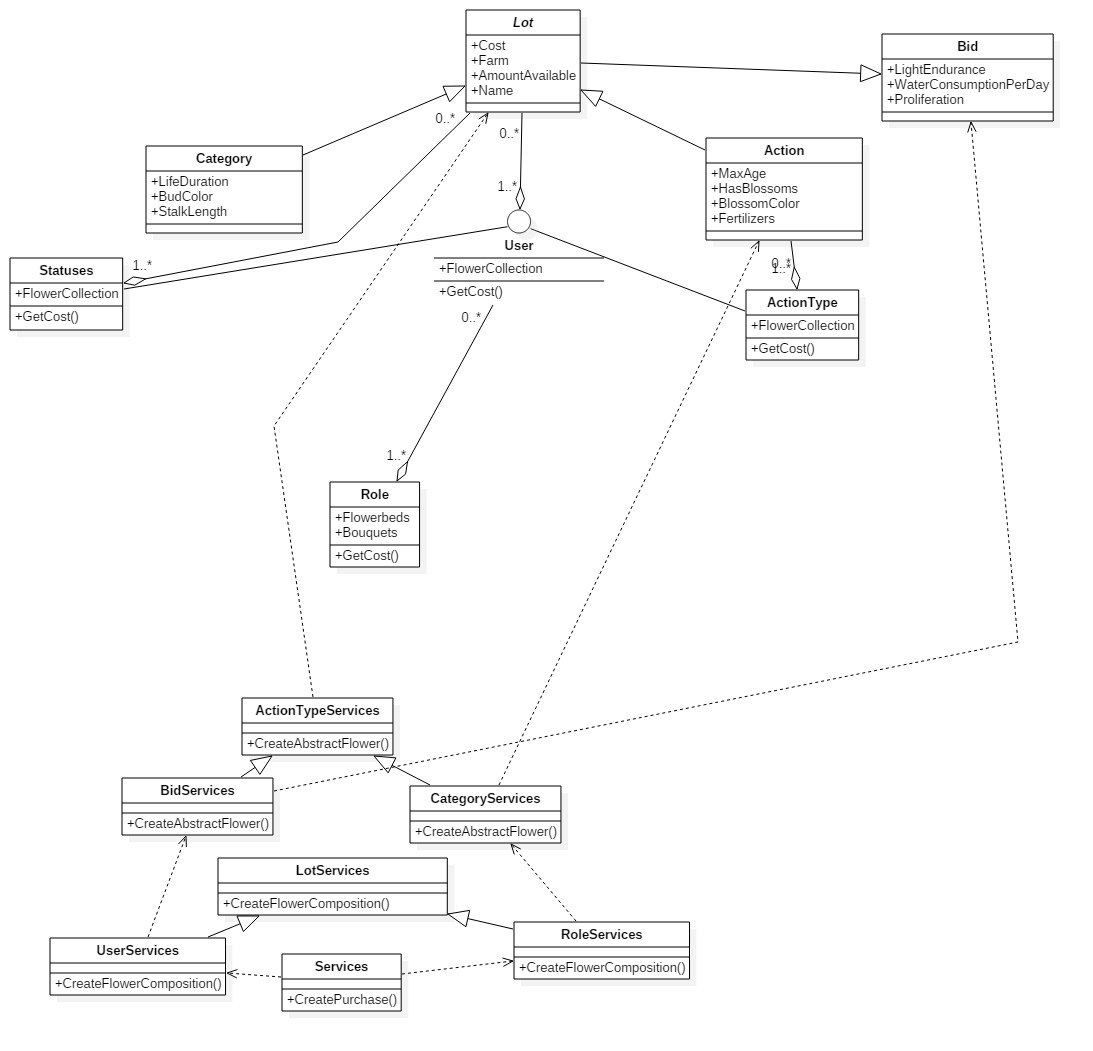 Lot
+Cost
+Farm
+AmountAvailable
+Name
Bid
+LightEndurance
+WaterConsumptionPerDay
+Proliferation
0..*
0..*
Category
+LifeDuration
+BudColor
+StalkLength
Action
+MaxAge
+HasBlossoms
+BlossomColor
+Fertilizers
1..*
User
+FlowerCollection
+GetCost()
1..*
Statuses
+FlowerCollection
+GetCost()
0..*
1..*
ActionType
+FlowerCollection
+GetCost()
0..*
1..*
Role
+Flowerbeds
+Bouquets
+GetCost()
ActionTypeServices
+CreateAbstractFlower()
BidServices
+CreateAbstractFlower()
CategoryServices
+CreateAbstractFlower()
LotServices
+CreateFlowerComposition()
UserServices
+CreateFlowerComposition()
Services
+CreatePurchase()
RoleServices
+CreateFlowerComposition()